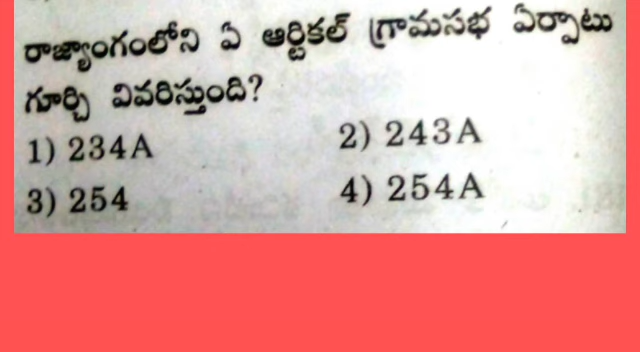 రాజ్యాంగంలోని ఏ ఆర్టికల్ గ్రామసభ ఏర్పాటు
గూర్చి వివరిస్తుంది?
1) 234A 2) 243A
3) 254 4) 254A